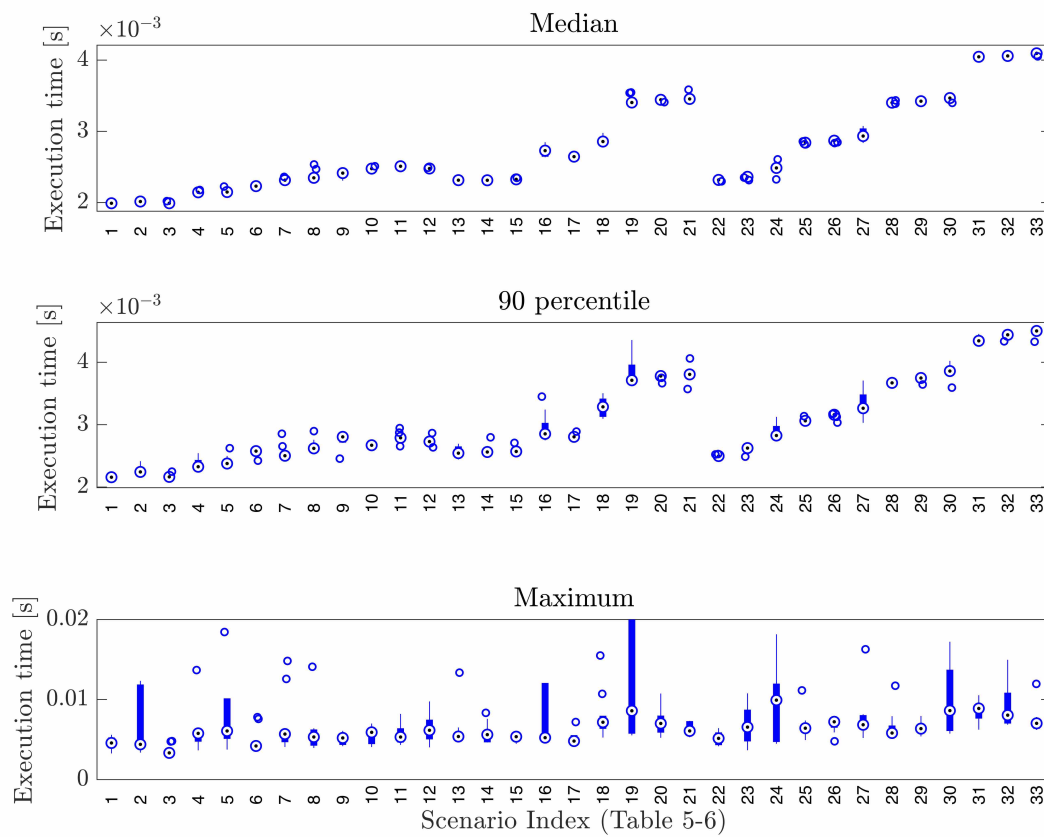 Median
×10⁻³
Execution time [s]
4
3
2
1 2 3 4 5 6 7 8 9 10 11 12 13 14 15 16 17 18 19 20 21 22 23 24 25 26 27 28 29 30 31 32 33
90 percentile
×10⁻³
Execution time [s]
4
3
2
1 2 3 4 5 6 7 8 9 10 11 12 13 14 15 16 17 18 19 20 21 22 23 24 25 26 27 28 29 30 31 32 33
Maximum
Execution time [s]
0.02
0.01
0
1 2 3 4 5 6 7 8 9 10 11 12 13 14 15 16 17 18 19 20 21 22 23 24 25 26 27 28 29 30 31 32 33
Scenario Index (Table 5-6)